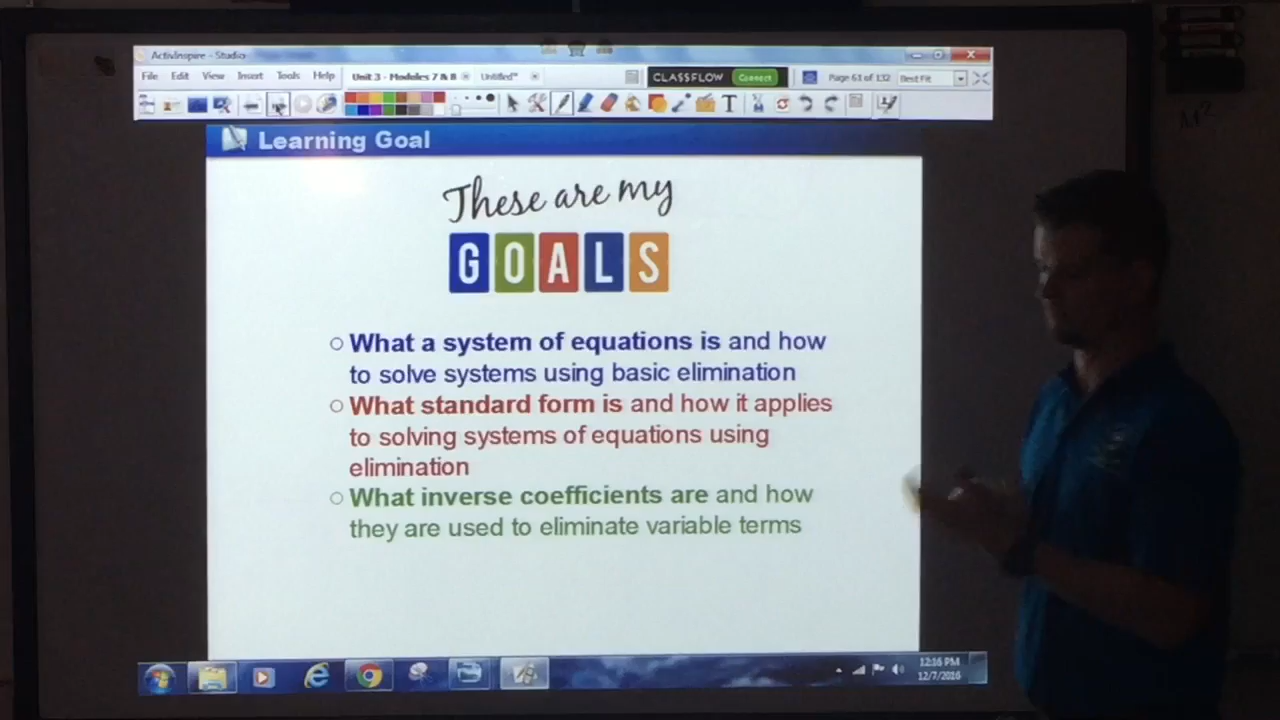 ActivInspire - Studio
File Edit View Insert Tools Help Unit 3 - Modules 7 & 8 Untitled* CLASSFLOW Connect Page 61 of 132 Best Fit
T
Learning Goal
These are my
GOALS
What a system of equations is and how
to solve systems using basic elimination
What standard form is and how it applies
to solving systems of equations using
elimination
What inverse coefficients are and how
they are used to eliminate variable terms
12:16 PM
12/7/2016